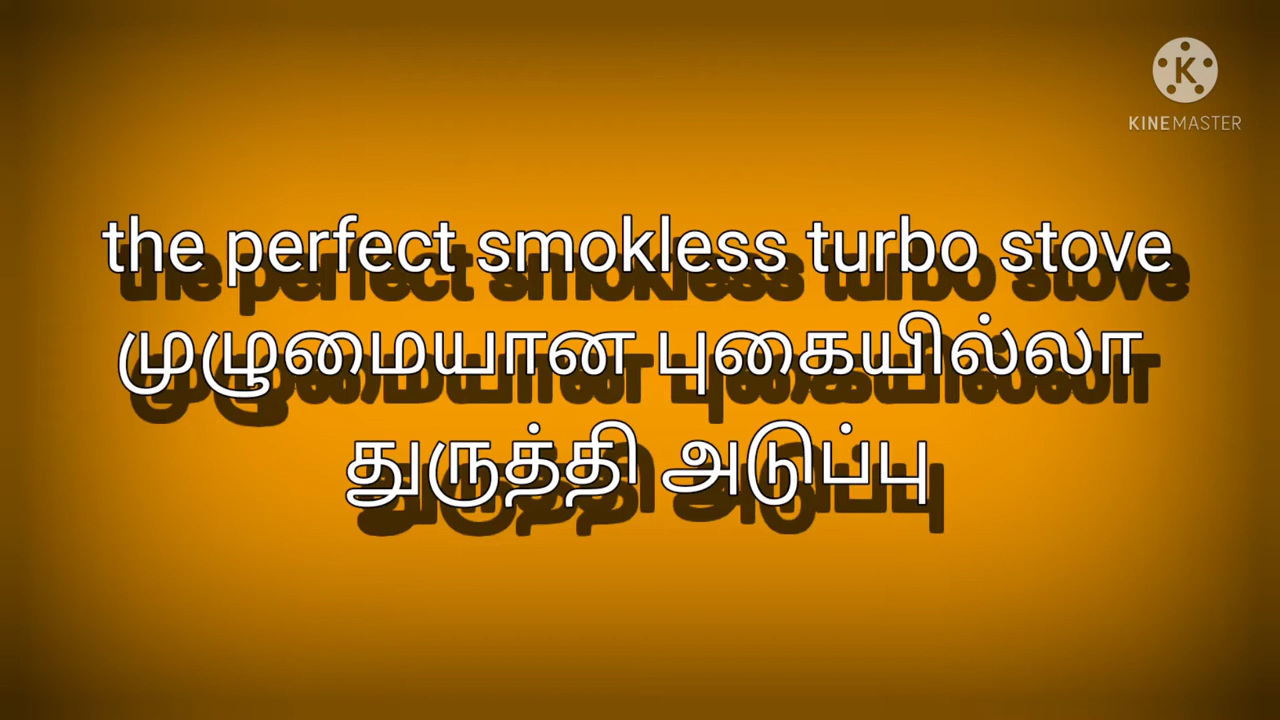 KINEMASTER
the perfect smokless turbo stove
முழுமையான புகையில்லா
துருத்தி அடுப்பு